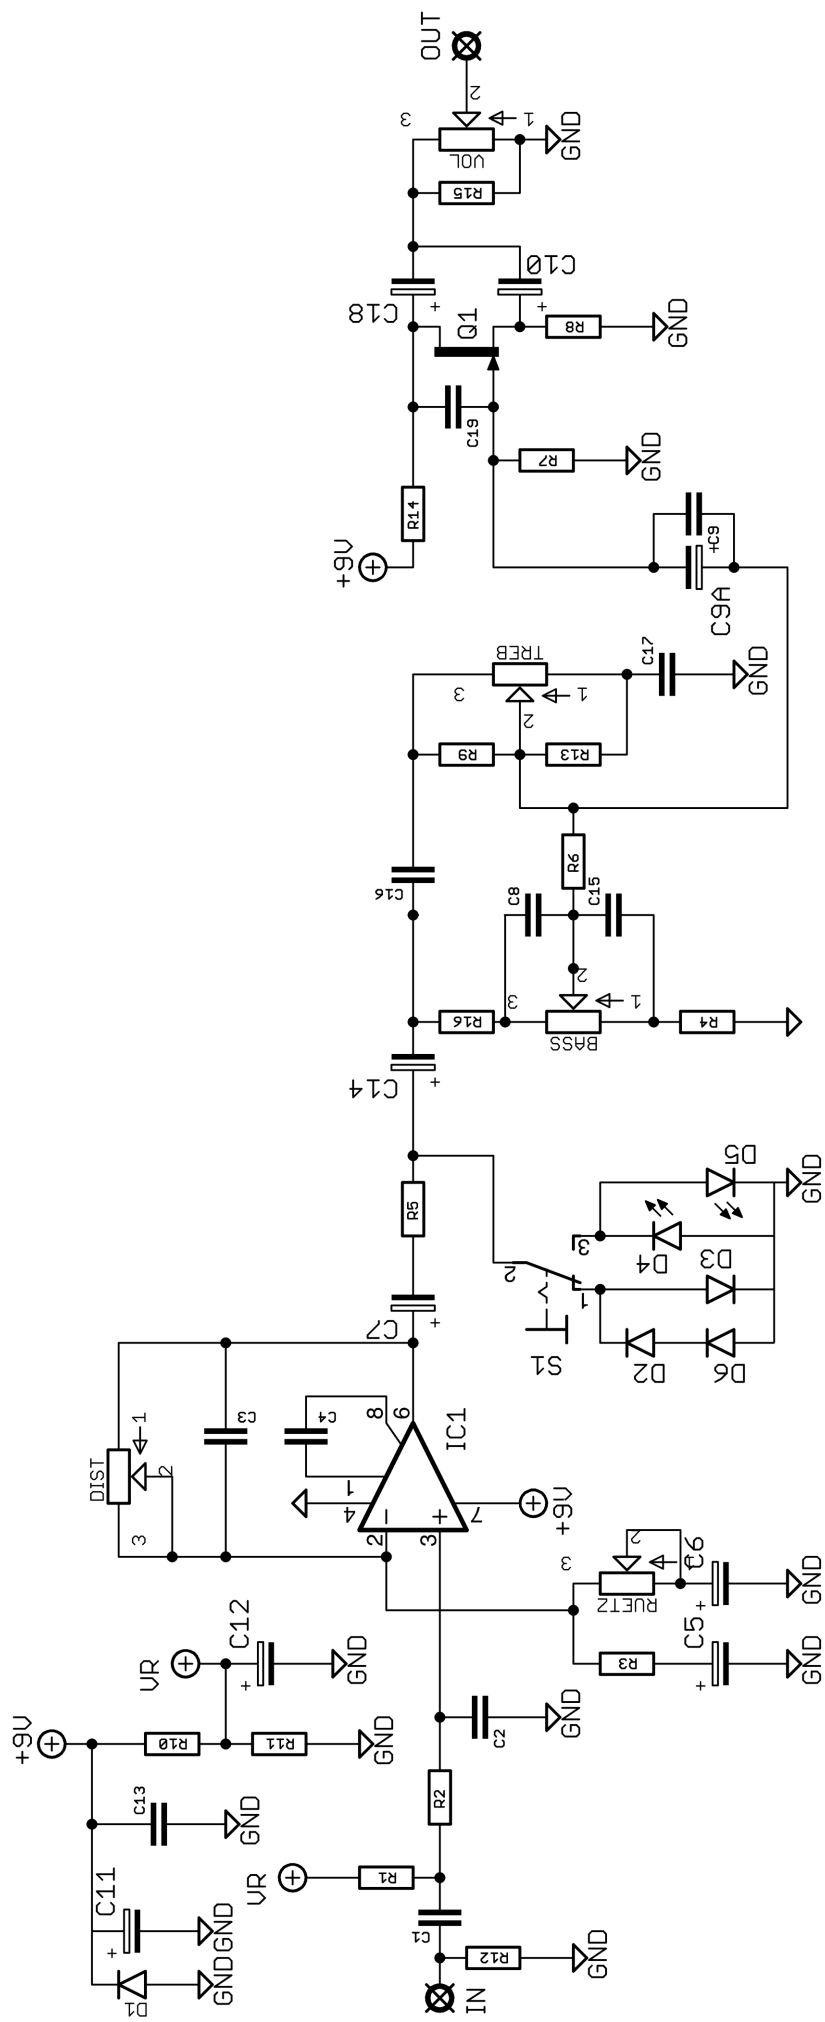 OUT
2
3
1
VOL
GND
R15
C18
+
C10
+
Q1
R8
GND
C19
R7
GND
R14
+9V
+C9
C9A
TREB
3
1
2
C17
GND
R9
R13
C16
R6
C8
C15
2
3
1
R16
BASS
R4
C14
+
R5
2
3
1
S1
D5
D4
D3
D2
D6
GND
C7
+
DIST
1
2
3
C3
C4
8
6
1
4
2
3
7
-
+
IC1
+9V
3
2
1
RUETZ
C6
+
GND
R3
C5
+
GND
VR
C12
+
GND
+9V
R10
R11
GND
C13
GND
C11
+
GND
D1
GND
VR
R1
R2
C2
GND
C1
R12
GND
IN